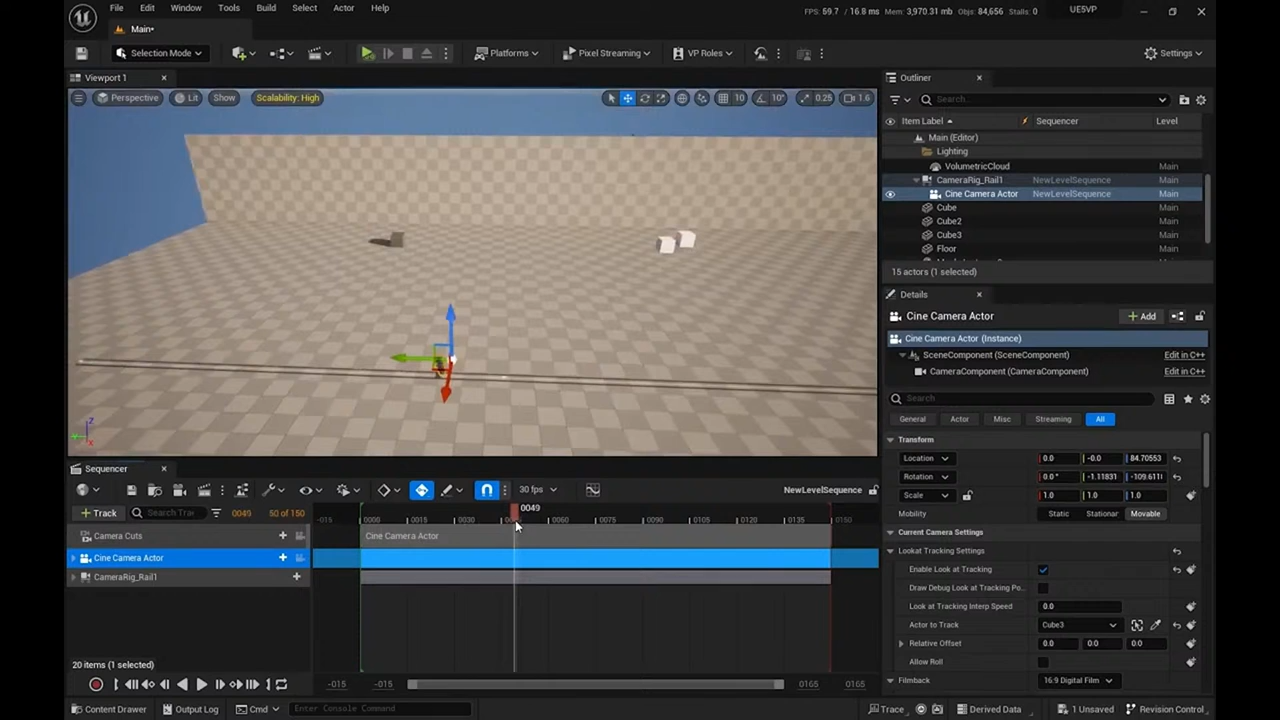 File Edit Window Tools Build Select Actor Help
FPS: 59.7 / 16.8 ms Mem: 3,970.31 mb Objs: 84,656 Stalls: 0
UE5VP
Main•
Selection Mode
Platforms
Pixel Streaming
VP Roles
Settings
Viewport 1
Perspective
Lit
Show
Scalability: High
10
10°
0.25
1.6
Outliner
Search...
Item Label
Sequencer
Level
Main (Editor)
Lighting
VolumetricCloud Main
CameraRig_Rail1 NewLevelSequence Main
Cine Camera Actor NewLevelSequence Main
Cube Main
Cube2 Main
Cube3 Main
Floor Main
15 actors (1 selected)
Details
Cine Camera Actor
Add
Cine Camera Actor (Instance)
SceneComponent (SceneComponent) Edit in C++
CameraComponent (CameraComponent) Edit in C++
Search
General Actor Misc Streaming All
Transform
Location 0.0 -0.0 84.70553
Rotation 0.0° -1.11831 -109.611
Scale 1.0 1.0 1.0
Mobility Static Stationar Movable
Current Camera Settings
Lookat Tracking Settings
Enable Look at Tracking
Draw Debug Look at Tracking Po...
Look at Tracking Interp Speed 0.0
Actor to Track Cube3
Relative Offset 0.0 0.0 0.0
Allow Roll
Filmback 16:9 Digital Film
Sequencer
30 fps
NewLevelSequence
Track
Search Trac
0049
50 of 150
0049
-015 0000 0015 0030 0060 0075 0090 0105 0120 0135 0150
Camera Cuts
Cine Camera Actor
Cine Camera Actor
CameraRig_Rail1
20 items (1 selected)
-015 -015 0165 0165
Content Drawer
Output Log
Cmd
Enter Console Command
Trace
Derived Data
1 Unsaved
Revision Control